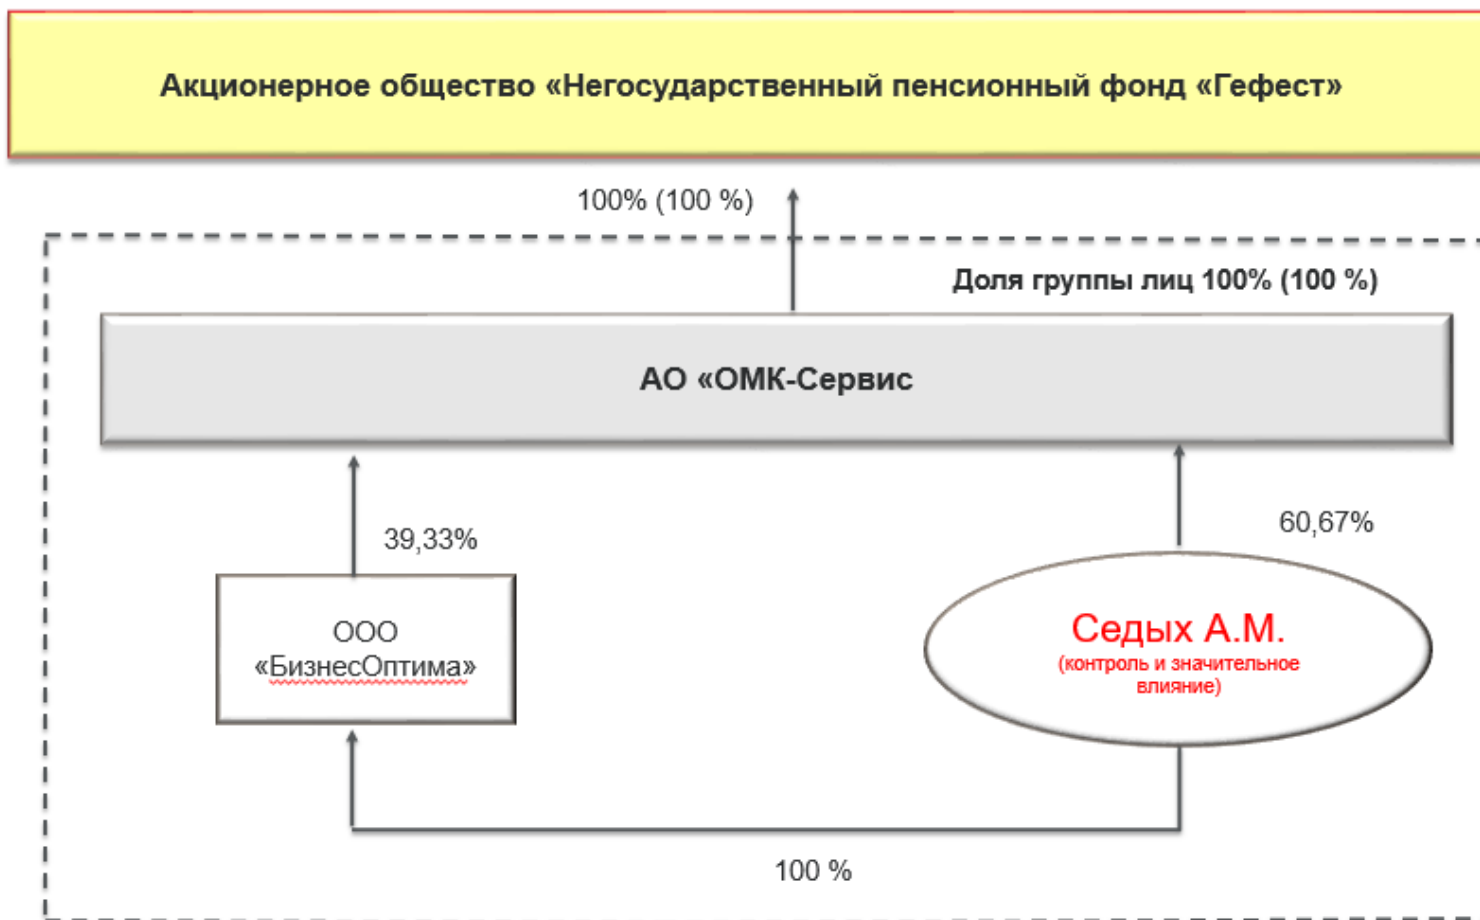 Акционерное общество «Негосударственный пенсионный фонд «Гефест»
100% (100 %)
Доля группы лиц 100% (100 %)
АО «ОМК-Сервис
39,33%
60,67%
ООО
«БизнесОптима»
Седых А.М.
(контроль и значительное
влияние)
100 %